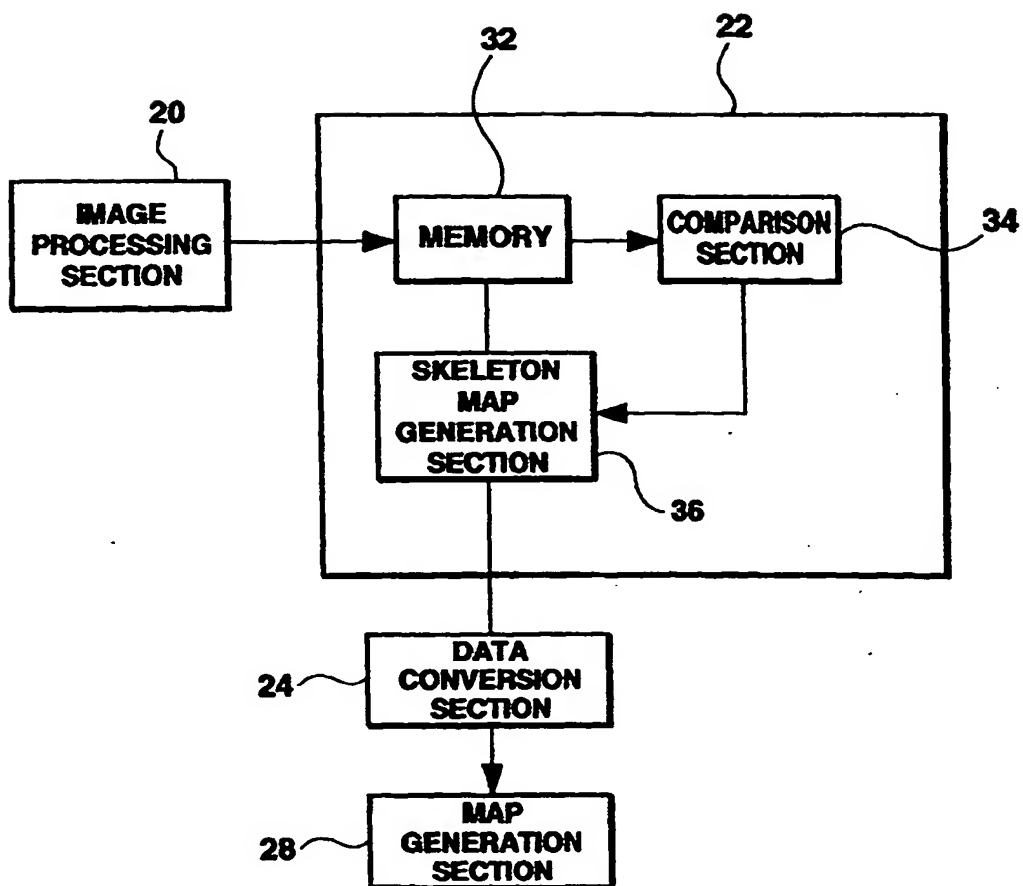 32
22
20
IMAGE
PROCESSING
SECTION
MEMORY
COMPARISON
SECTION
34
SKELETON
MAP
GENERATION
SECTION
36
24
DATA
CONVERSION
SECTION
28
MAP
GENERATION
SECTION